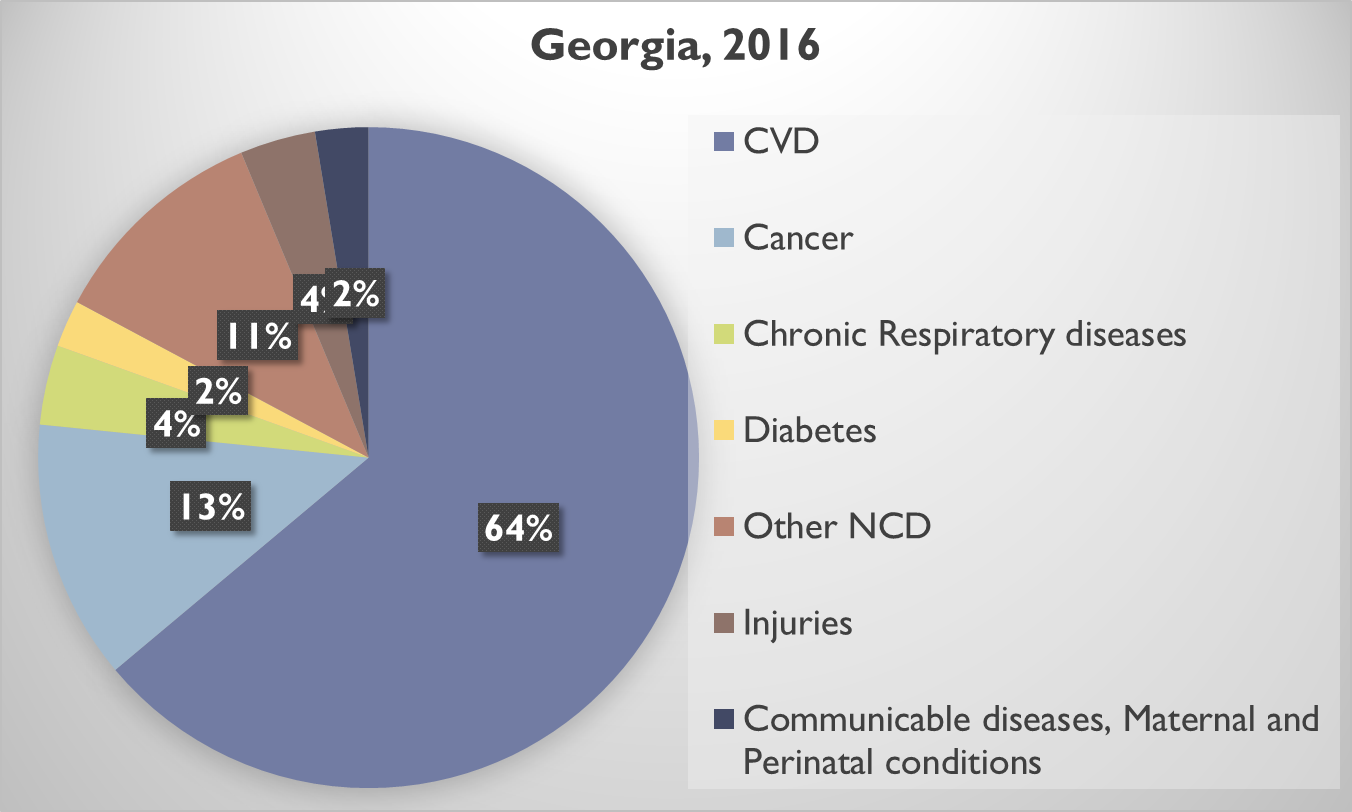 Georgia, 2016
CVD
Cancer
Chronic Respiratory diseases
Diabetes
Other NCD
Injuries
Communicable diseases, Maternal and
Perinatal conditions
2%
11%
2%
4%
13%
64%